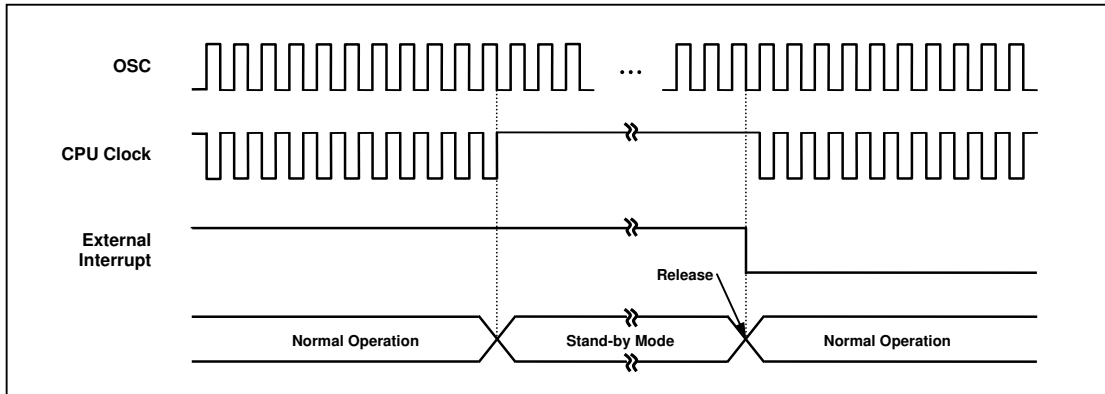 OSC
...
CPU Clock
External
Interrupt
Release
Normal Operation
Stand-by Mode
Normal Operation